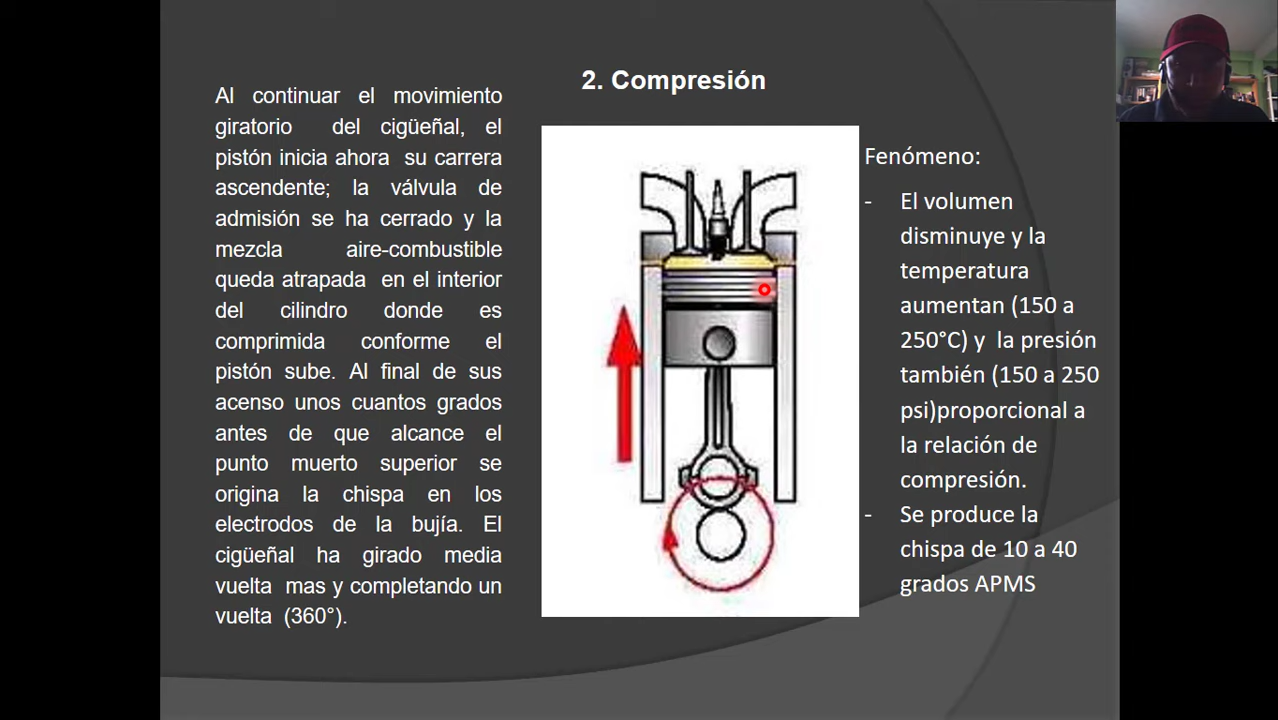 2. Compresión
Al continuar el movimiento
giratorio del cigüeñal, el
pistón inicia ahora su carrera
ascendente; la válvula de
admisión se ha cerrado y la
mezcla aire-combustible
queda atrapada en el interior
del cilindro donde es
comprimida conforme el
pistón sube. Al final de sus
acenso unos cuantos grados
antes de que alcance el
punto muerto superior se
origina la chispa en los
electrodos de la bujía. El
cigüeñal ha girado media
vuelta mas y completando un
vuelta (360°).
Fenómeno:
- El volumen
disminuye y la
temperatura
aumentan (150 a
250°C) y la presión
también (150 a 250
psi)proporcional a
la relación de
compresión.
- Se produce la
chispa de 10 a 40
grados APMS